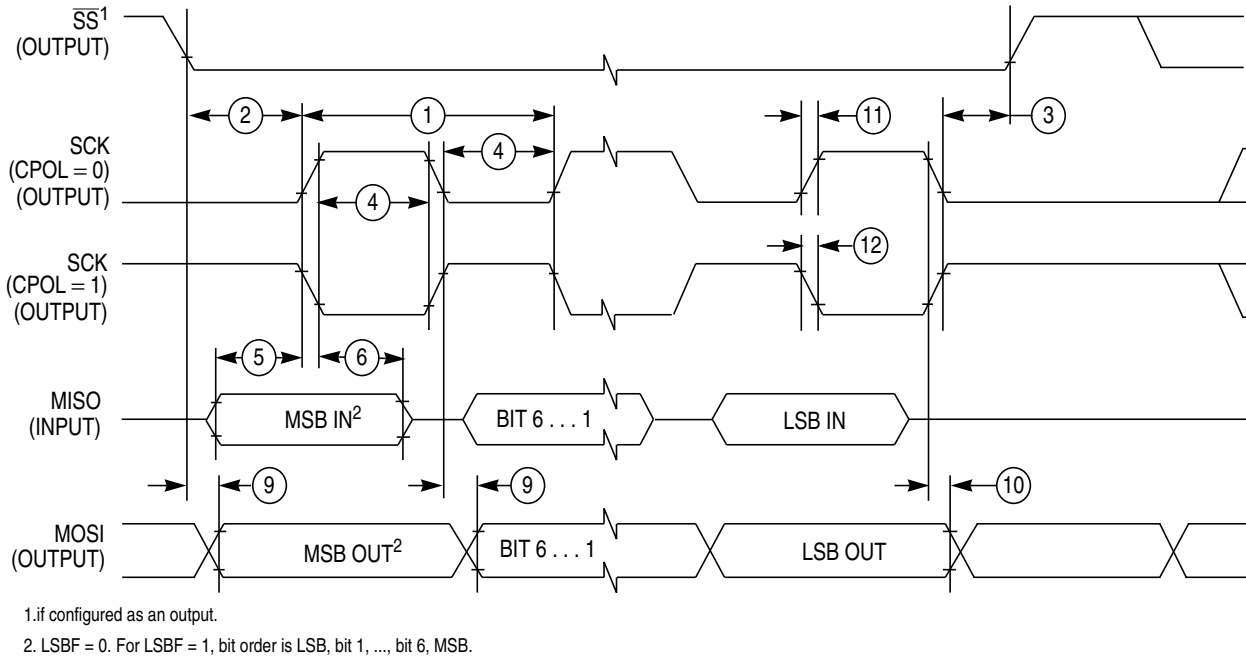 SS1
(OUTPUT)
2
1
11
3
SCK
(CPOL = 0)
(OUTPUT)
4
4
12
SCK
(CPOL = 1)
(OUTPUT)
5
6
MISO
(INPUT)
MSB IN2
BIT 6 . . . 1
LSB IN
9
9
10
MOSI
(OUTPUT)
MSB OUT2
BIT 6 . . . 1
LSB OUT
1.if configured as an output.
2. LSBF = 0. For LSBF = 1, bit order is LSB, bit 1, ..., bit 6, MSB.